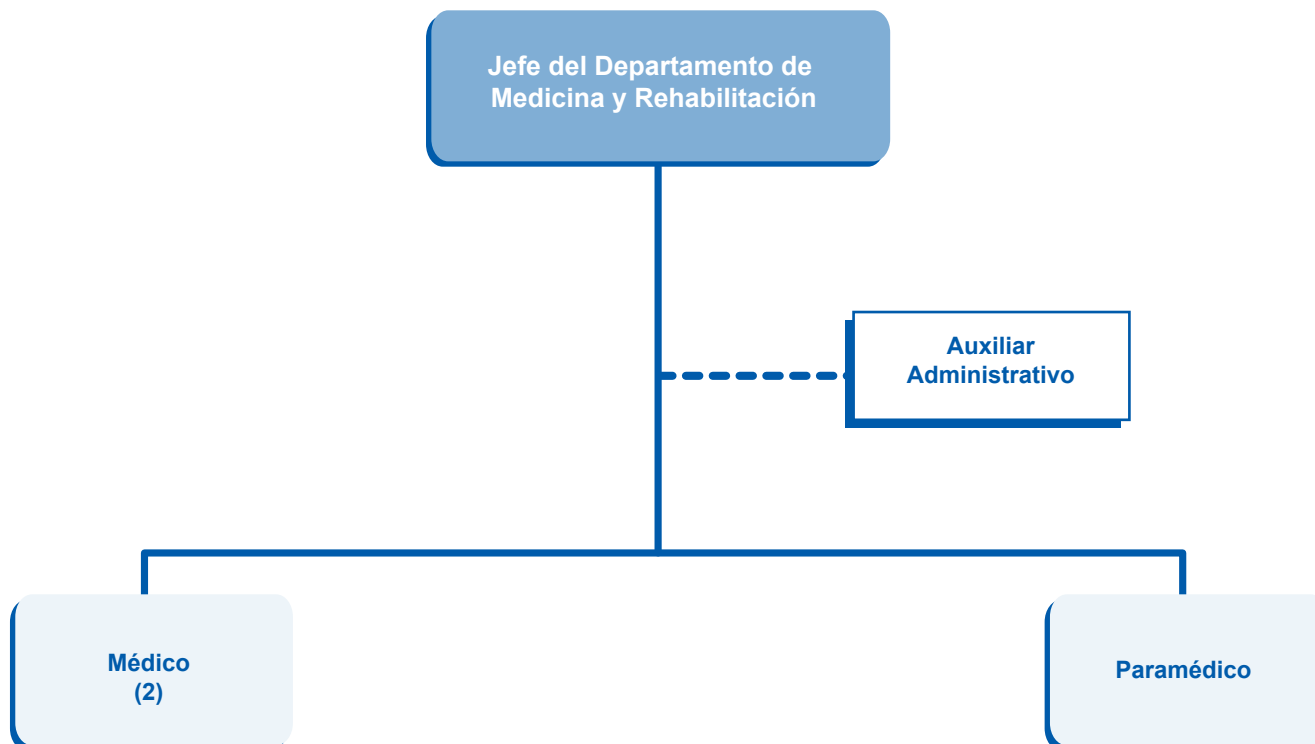 Jefe del Departamento de
Medicina y Rehabilitación
Auxiliar
Administrativo
Médico
(2)
Paramédico